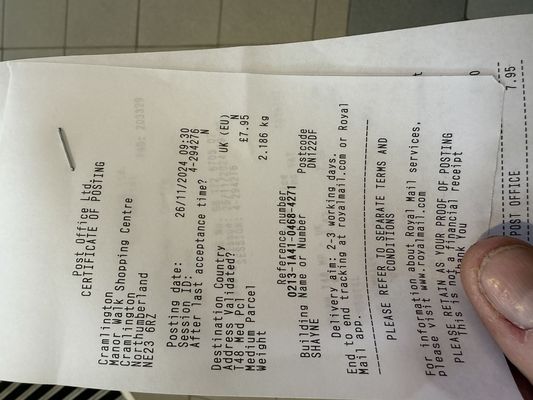 Post Office Ltd.
CERTIFICATE OF POSTING
Cramlington
Manor Walk Shopping Centre
Cramlington
Northumberland
NE23 6RZ
Posting date: 26/11/2024 09:30
Session ID: 4-294276
After last acceptance time? N
Destination Country UK (EU)
Address Validated? N
Tracked Pcl £7.95
Medium Parcel
Weight 2.186 kg
Reference number
0213-1A41-0468-4271
Building Name or Number Postcode
SHAYNE DN122DF
Delivery aim: 2-3 working days.
End to end tracking at royalmail.com or Royal
Mail app.
PLEASE REFER TO SEPARATE TERMS AND
CONDITIONS
For information about Royal Mail services,
please visit www.royalmail.com
PLEASE RETAIN AS YOUR PROOF OF POSTING
This is not a financial receipt
Thank You
7.95
POST OFFICE